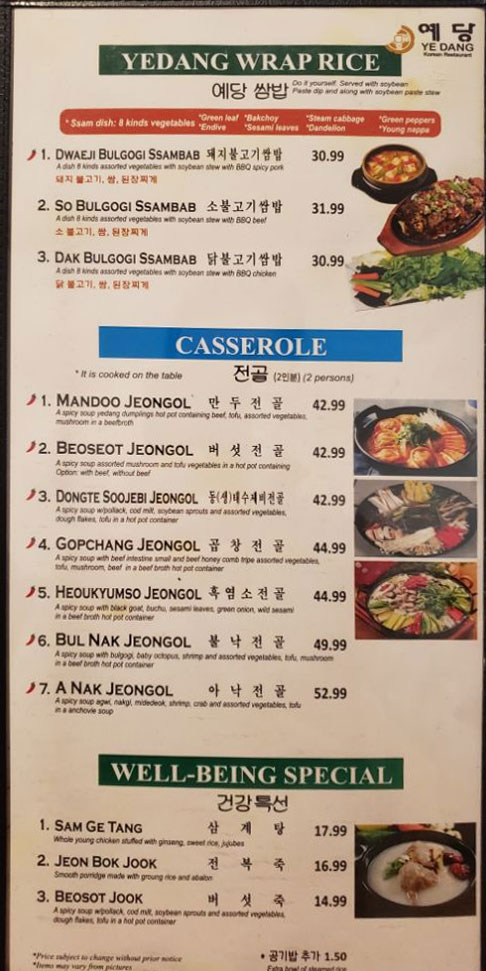 예당
YE DANG
Korean Restaurant
YEDANG WRAP RICE
예당 쌈밥
Do it yourself. Served with soybean
Paste dip and along with soybean paste stew
* Ssam dish: 8 kinds vegetables *Green leaf *Bakchoy *Steam cabbage *Green peppers
*Endive *Sesami leaves *Dandelion *Young nappa
1. DWAEJI BULGOGI SSAMBAB 돼지불고기쌈밥 30.99
A dish 8 kinds assorted vegetables with soybean stew with BBQ spicy pork
돼지 불고기, 쌈, 된장찌게
2. SO BULGOGI SSAMBAB 소불고기쌈밥 31.99
A dish 8 kinds assorted vegetables with soybean stew with BBQ beef
소 불고기, 쌈, 된장찌게
3. DAK BULGOGI SSAMBAB 닭불고기쌈밥 30.99
A dish 8 kinds assorted vegetables with soybean stew with BBQ chicken
닭 불고기, 쌈, 된장찌게
CASSEROLE
* It is cooked on the table 전골 (2인분) (2 persons)
1. MANDOO JEONGOL 만두전골 42.99
A spicy soup yedang dumplings hot pot containing beef, tofu, assorted vegetables,
mushroom in a beefbroth
2. BEOSEOT JEONGOL 버섯전골 42.99
A spicy soup assorted mushroom and tofu vegetables in a hot pot containing
Option: with beef, without beef
3. DONGTE SOOJEBI JEONGOL 동(생)태수재비전골 42.99
A spicy soup w/pollack, cod milt, soybean sprouts and assorted vegetables,
dough flakes, tofu in a hot pot container
4. GOPCHANG JEONGOL 곱창전골 44.99
A spicy soup with beef intestine small and beef honey comb tripe assorted vegetables,
tofu, mushroom, beef in a beef broth hot pot container
5. HEOUKYUMSO JEONGOL 흑염소전골 44.99
A spicy soup with black goat, buchu, sesami leaves, green onion, wild sesami
in a beef broth hot pot container
6. BUL NAK JEONGOL 불낙전골 49.99
A spicy soup with bulgogi, baby octopus, shrimp and assorted vegetables, tofu, mushroom
in a beef broth hot pot container
7. A NAK JEONGOL 아낙전골 52.99
A spicy soup agwi, nakgi, midedeok, shrimp, crab and assorted vegetables, tofu
in a anchovie soup
WELL-BEING SPECIAL
건강특선
1. SAM GE TANG 삼계탕 17.99
Whole young chicken stuffed with ginseng, sweet rice, jujubes
2. JEON BOK JOOK 전복죽 16.99
Smooth porridge made with groung rice and abalon
3. BEOSOT JOOK 버섯죽 14.99
A spicy soup w/pollack, cod milt, soybean sprouts and assorted vegetables,
dough flakes, tofu in a hot pot container
*Price subject to change without prior notice
*Items may vary from pictures
• 공기밥 추가 1.50
Extra bowl of steamed rice